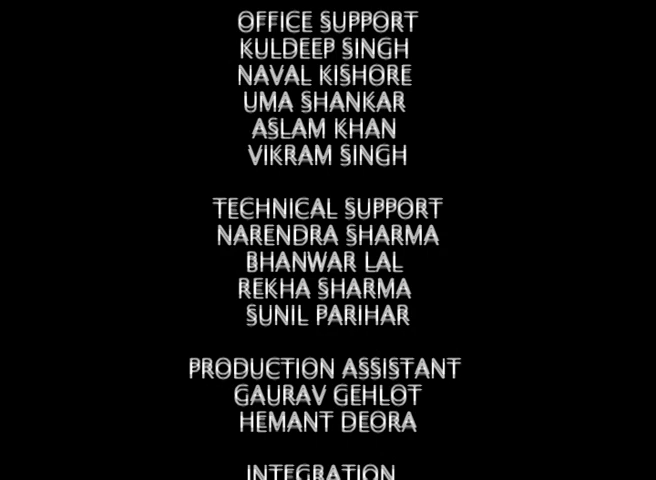 OFFICE SUPPORT
KULDEEP SINGH
NAVAL KISHORE
UMA SHANKAR
ASLAM KHAN
VIKRAM SINGH
TECHNICAL SUPPORT
NARENDRA SHARMA
BHANWAR LAL
REKHA SHARMA
SUNIL PARIHAR
PRODUCTION ASSISTANT
GAURAV GEHLOT
HEMANT DEORA
INTEGRATION